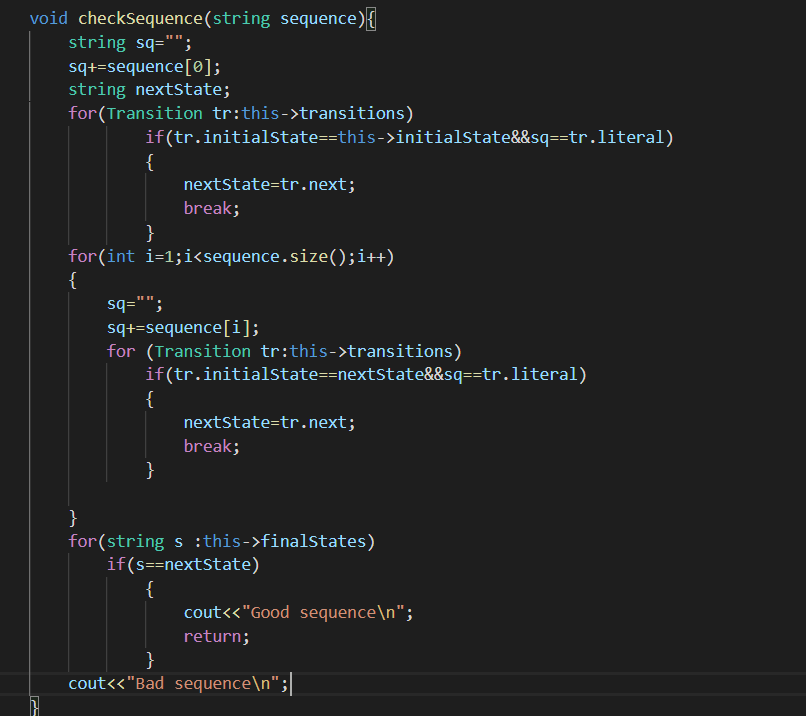 void checkSequence(string sequence){
    string sq="";
    sq+=sequence[0];
    string nextState;
    for(Transition tr:this->transitions)
            if(tr.initialState==this->initialState&&sq==tr.literal)
            {
                nextState=tr.next;
                break;
            }
    for(int i=1;i<sequence.size();i++)
    {
        sq="";
        sq+=sequence[i];
        for (Transition tr:this->transitions)
            if(tr.initialState==nextState&&sq==tr.literal)
            {
                nextState=tr.next;
                break;
            }

    }
    for(string s :this->finalStates)
        if(s==nextState)
            {
                cout<<"Good sequence\n";
                return;
            }
    cout<<"Bad sequence\n";
}